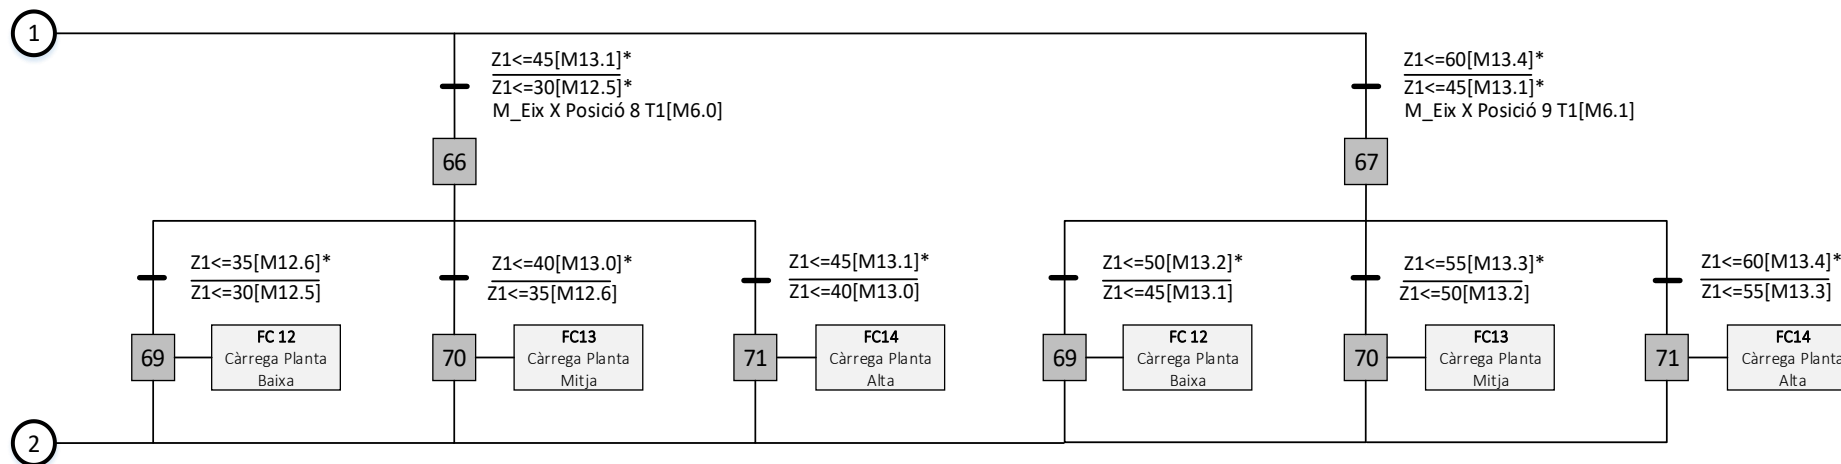 1
Z1<=45[M13.1]*
Z1<=30[M12.5]*
M_Eix X Posició 8 T1[M6.0]
Z1<=60[M13.4]*
Z1<=45[M13.1]*
M_Eix X Posició 9 T1[M6.1]
66
67
Z1<=35[M12.6]*
Z1<=30[M12.5]
Z1<=40[M13.0]*
Z1<=35[M12.6]
Z1<=45[M13.1]*
Z1<=40[M13.0]
Z1<=50[M13.2]*
Z1<=45[M13.1]
Z1<=55[M13.3]*
Z1<=50[M13.2]
Z1<=60[M13.4]*
Z1<=55[M13.3]
69
FC 12
Càrrega Planta
Baixa
70
FC13
Càrrega Planta
Mitja
71
FC14
Càrrega Planta
Alta
69
FC 12
Càrrega Planta
Baixa
70
FC13
Càrrega Planta
Mitja
71
FC14
Càrrega Planta
Alta
2